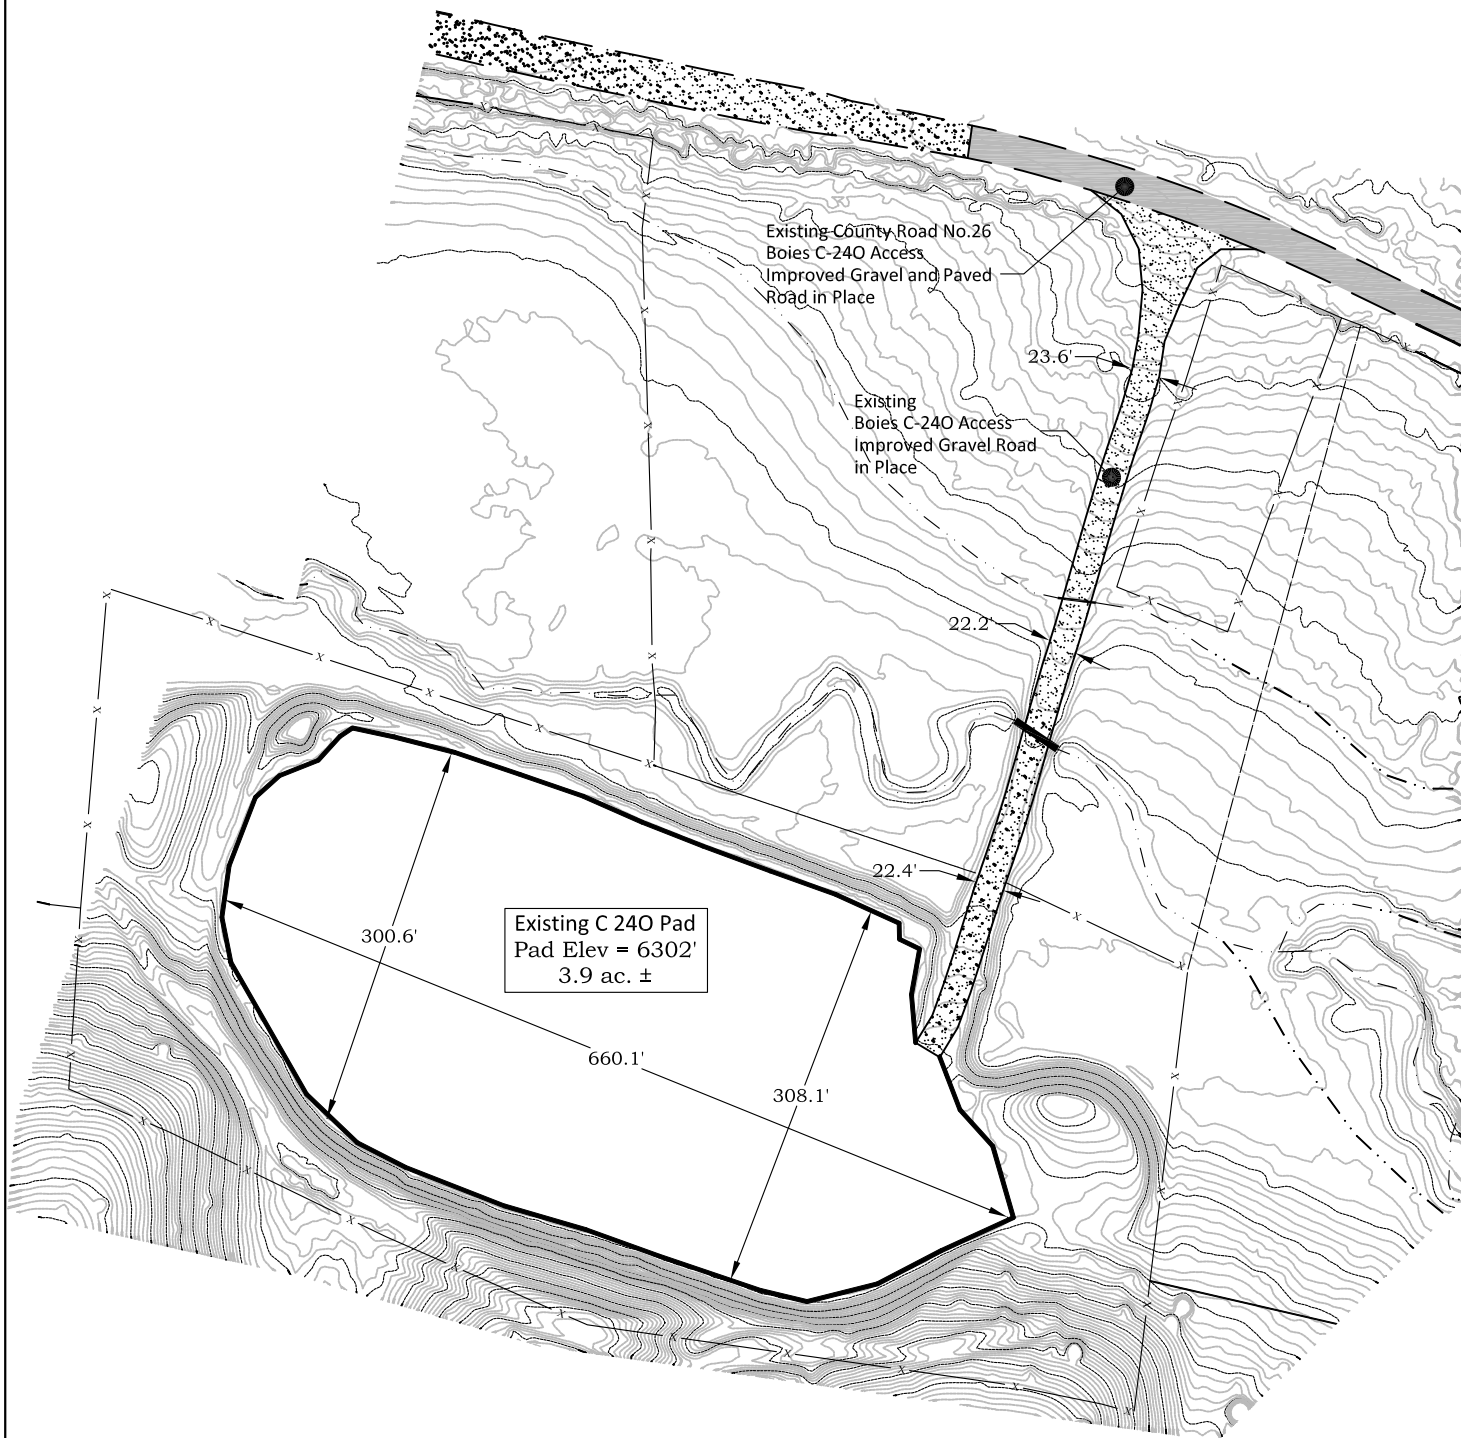 Existing County Road No.26
Boies C-24O Access
Improved Gravel and Paved
Road in Place
23.6'
Existing
Boies C-24O Access
Improved Gravel Road
in Place
22.2'
22.4'
300.6'
Existing C 24O Pad
Pad Elev = 6302'
3.9 ac. ±
660.1'
308.1'